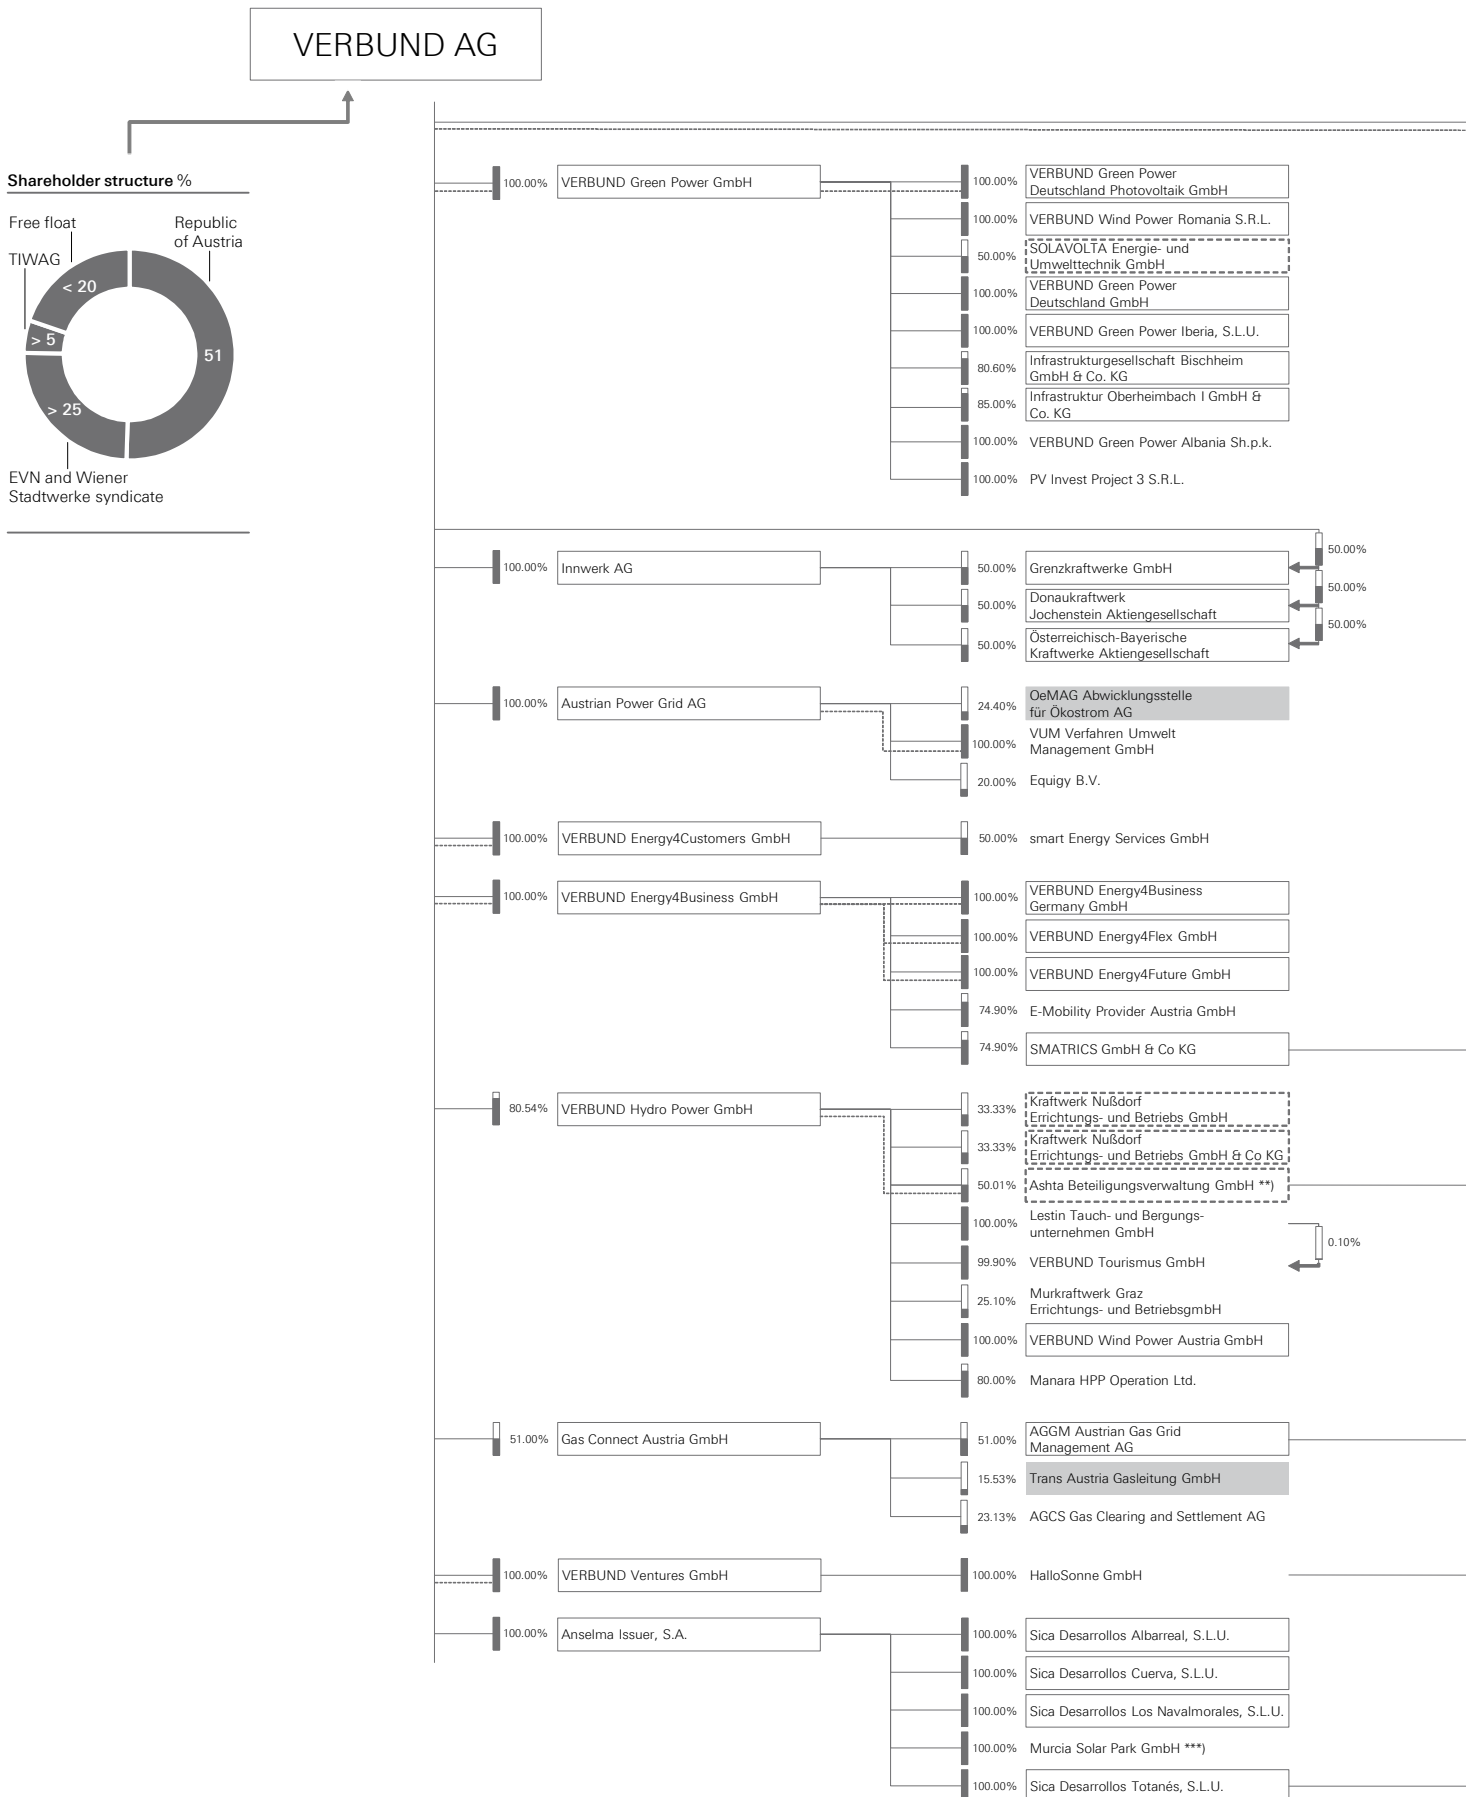 VERBUND AG
Shareholder structure %
Free float
Republic
of Austria
TIWAG
< 20
> 5
51
> 25
EVN and Wiener
Stadtwerke syndicate
100.00% VERBUND Green Power GmbH
100.00% VERBUND Green Power
Deutschland Photovoltaik GmbH
100.00% VERBUND Wind Power Romania S.R.L.
50.00% SOLAVOLTA Energie- und
Umwelttechnik GmbH
100.00% VERBUND Green Power
Deutschland GmbH
100.00% VERBUND Green Power Iberia, S.L.U.
80.60% Infrastrukturgesellschaft Bischheim
GmbH & Co. KG
85.00% Infrastruktur Oberheimbach I GmbH &
Co. KG
100.00% VERBUND Green Power Albania Sh.p.k.
100.00% PV Invest Project 3 S.R.L.
100.00% Innwerk AG
50.00% Grenzkraftwerke GmbH
50.00%
50.00% Donaukraftwerk
Jochenstein Aktiengesellschaft
50.00%
50.00% Österreichisch-Bayerische
Kraftwerke Aktiengesellschaft
50.00%
100.00% Austrian Power Grid AG
24.40% OeMAG Abwicklungsstelle
für Ökostrom AG
100.00% VUM Verfahren Umwelt
Management GmbH
20.00% Equigy B.V.
100.00% VERBUND Energy4Customers GmbH
50.00% smart Energy Services GmbH
100.00% VERBUND Energy4Business GmbH
100.00% VERBUND Energy4Business
Germany GmbH
100.00% VERBUND Energy4Flex GmbH
100.00% VERBUND Energy4Future GmbH
74.90% E-Mobility Provider Austria GmbH
74.90% SMATRICS GmbH & Co KG
80.54% VERBUND Hydro Power GmbH
33.33% Kraftwerk Nußdorf
Errichtungs- und Betriebs GmbH
33.33% Kraftwerk Nußdorf
Errichtungs- und Betriebs GmbH & Co KG
50.01% Ashta Beteiligungsverwaltung GmbH **)
100.00% Lestin Tauch- und Bergungs-
unternehmen GmbH
0.10%
99.90% VERBUND Tourismus GmbH
25.10% Murkraftwerk Graz
Errichtungs- und BetriebsgmbH
100.00% VERBUND Wind Power Austria GmbH
80.00% Manara HPP Operation Ltd.
51.00% Gas Connect Austria GmbH
51.00% AGGM Austrian Gas Grid
Management AG
15.53% Trans Austria Gasleitung GmbH
23.13% AGCS Gas Clearing and Settlement AG
100.00% VERBUND Ventures GmbH
100.00% HalloSonne GmbH
100.00% Anselma Issuer, S.A.
100.00% Sica Desarrollos Albarreal, S.L.U.
100.00% Sica Desarrollos Cuerva, S.L.U.
100.00% Sica Desarrollos Los Navalmorales, S.L.U.
100.00% Murcia Solar Park GmbH ***)
100.00% Sica Desarrollos Totanés, S.L.U.